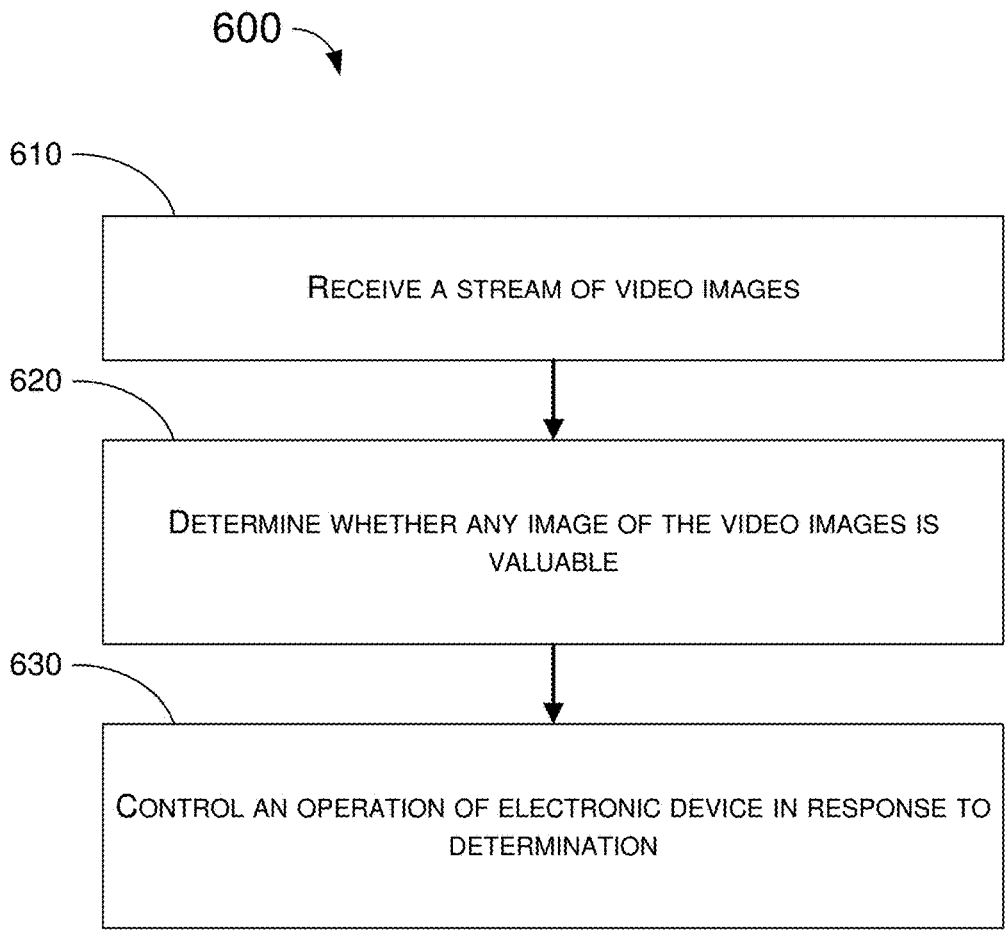 600
610
RECEIVE A STREAM OF VIDEO IMAGES
620
DETERMINE WHETHER ANY IMAGE OF THE VIDEO IMAGES IS
VALUABLE
630
CONTROL AN OPERATION OF ELECTRONIC DEVICE IN RESPONSE TO
DETERMINATION